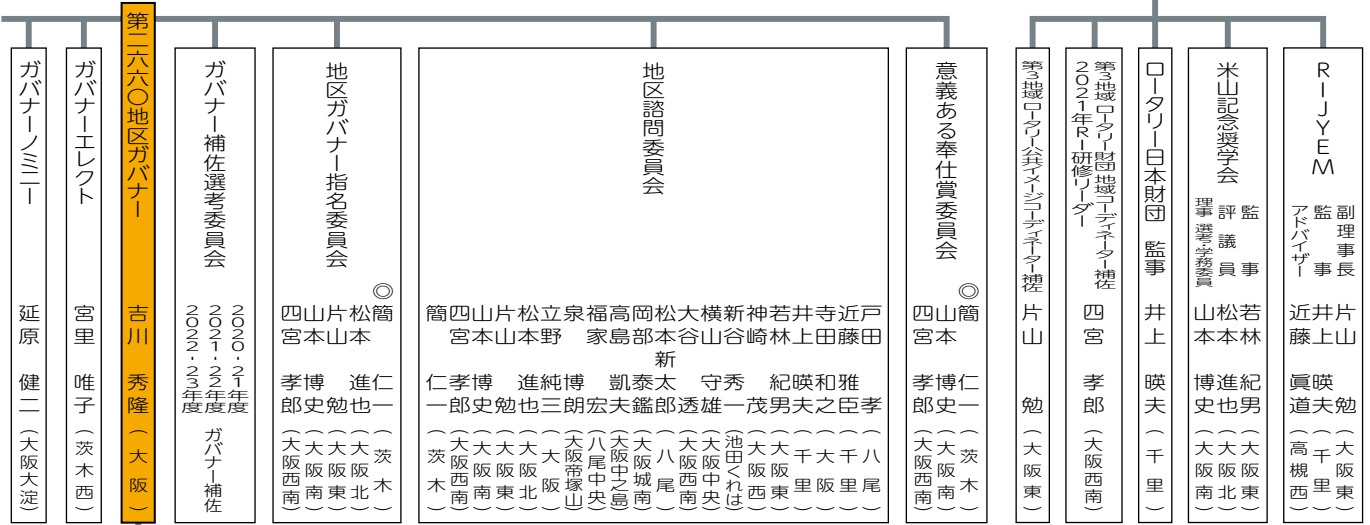 RIJYEM
副理事長 片山 勉（大阪東）
監事 井上 暎夫（千里）
アドバイザー 近藤 眞道（高槻西）
米山記念奨学会
監事 若林 紀男（大阪東）
評議員 松本 進也（大阪北）
理事 選考・学務委員 山本 博史（大阪南）
ロータリー日本財団 監事 井上 暎夫（千里）
第3地域ロータリー財団地域コーディネーター補佐
2021年RI研修リーダー 四宮 孝郎（大阪西南）
第3地域ロータリー公共イメージコーディネーター補佐 片山 勉（大阪東）
意義ある奉仕賞委員会
◎簡 仁一（茨木）
山本 博史（大阪南）
四宮 孝郎（大阪西南）
地区諮問委員会
戸田 孝（八尾）
近藤 雅臣（千里）
寺田 和之（大阪）
井上 暎夫（千里）
若林 紀男（大阪東）
神崎 茂（大阪西）
新谷 秀一（池田くれは）
横山 守雄（大阪中央）
大谷 透（大阪西南）
松本 新太郎（八尾）
岡部 泰鑑（大阪城南）
高島 凱夫（大阪中之島）
福家 宏（八尾中央）
泉 博朗（大阪帝塚山）
立野 純三（大阪）
松本 進也（大阪北）
片山 勉（大阪東）
山本 博史（大阪南）
四宮 孝郎（大阪西南）
簡 仁一（茨木）
地区ガバナー指名委員会
◎簡 仁一（茨木）
松本 進也（大阪北）
片山 勉（大阪東）
山本 博史（大阪南）
四宮 孝郎（大阪西南）
ガバナー補佐選考委員会
2020-21年度
2021-22年度 ガバナー補佐
2022-23年度
第二六六〇地区ガバナー 吉川 秀隆（大阪）
ガバナーエレクト 宮里 唯子（茨木西）
ガバナーノミニー 延原 健二（大阪大淀）